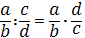 a/b : c/d = a/b · d/c